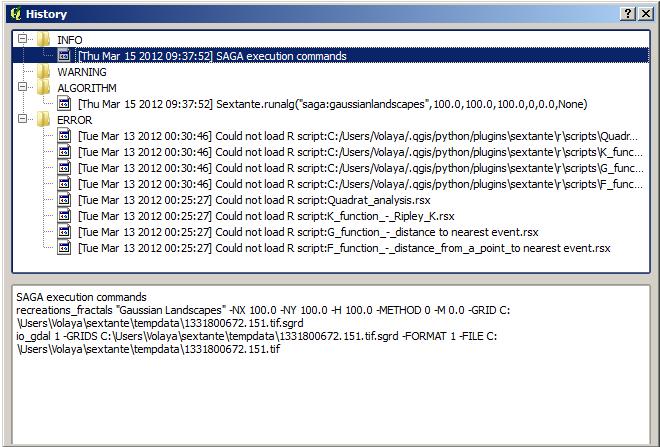 History
INFO
[Thu Mar 15 2012 09:37:52] SAGA execution commands
WARNING
ALGORITHM
[Thu Mar 15 2012 09:37:52] Sextante.runalg("saga:gaussianlandscapes",100.0,100.0,100.0,0,0.0,None)
ERROR
[Tue Mar 13 2012 00:30:46] Could not load R script:C:/Users/Volaya/.qgis/python/plugins\sextante\r\scripts\Quadr...
[Tue Mar 13 2012 00:30:46] Could not load R script:C:/Users/Volaya/.qgis/python/plugins\sextante\r\scripts\K_func...
[Tue Mar 13 2012 00:30:46] Could not load R script:C:/Users/Volaya/.qgis/python/plugins\sextante\r\scripts\G_func...
[Tue Mar 13 2012 00:30:46] Could not load R script:C:/Users/Volaya/.qgis/python/plugins\sextante\r\scripts\F_func...
[Tue Mar 13 2012 00:25:27] Could not load R script:Quadrat_analysis.rsx
[Tue Mar 13 2012 00:25:27] Could not load R script:K_function_-_Ripley_K.rsx
[Tue Mar 13 2012 00:25:27] Could not load R script:G_function_-_distance to nearest event.rsx
[Tue Mar 13 2012 00:25:27] Could not load R script:F_function_-_distance_from_a_point_to nearest event.rsx
SAGA execution commands
recreations_fractals "Gaussian Landscapes" -NX 100.0 -NY 100.0 -H 100.0 -METHOD 0 -M 0.0 -GRID C:
\Users\Volaya\sextante\tempdata\1331800672.151.tif.sgrd
io_gdal 1 -GRIDS C:\Users\Volaya\sextante\tempdata\1331800672.151.tif.sgrd -FORMAT 1 -FILE C:
\Users\Volaya\sextante\tempdata\1331800672.151.tif